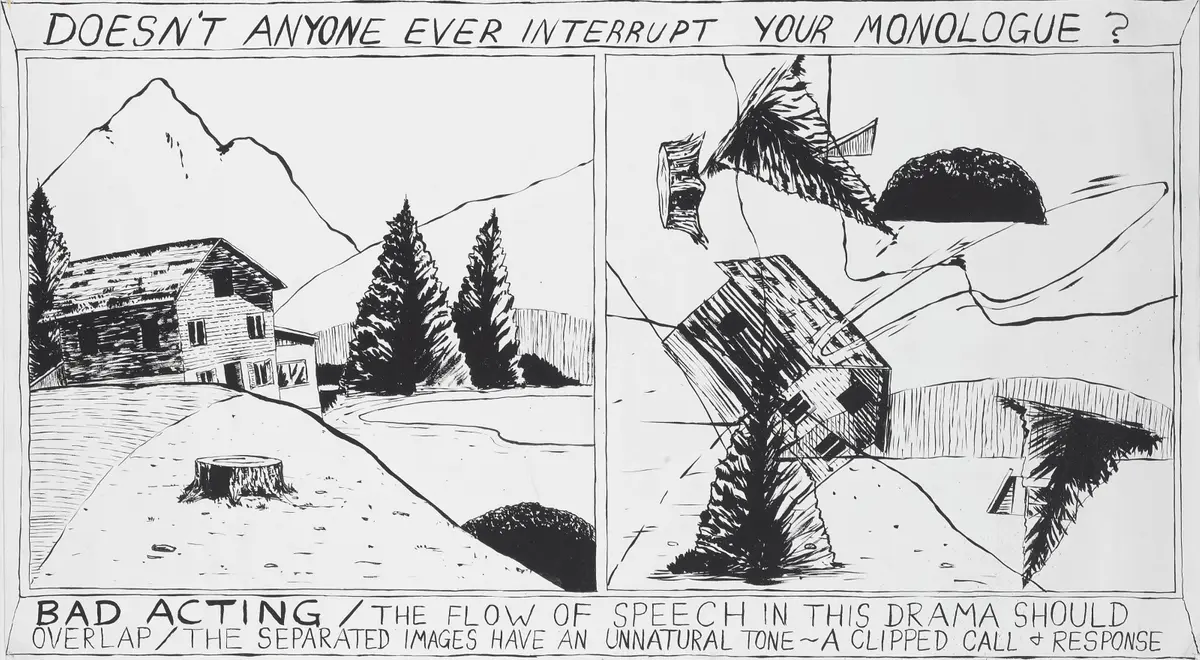 DOESN'T ANYONE EVER INTERRUPT YOUR MONOLOGUE ?
BAD ACTING / THE FLOW OF SPEECH IN THIS DRAMA SHOULD
OVERLAP / THE SEPARATED IMAGES HAVE AN UNNATURAL TONE ~ A CLIPPED CALL & RESPONSE